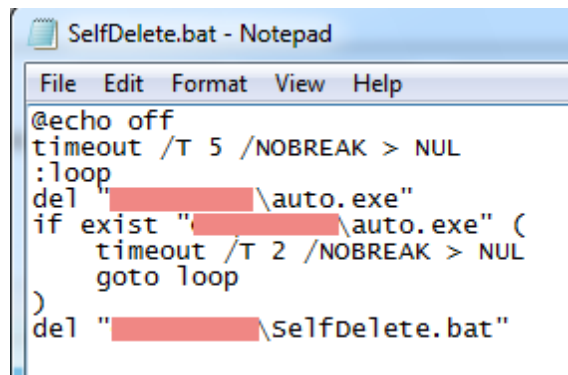 SelfDelete.bat - Notepad
File Edit Format View Help
@echo off
timeout /T 5 /NOBREAK > NUL
:loop
del "\auto.exe"
if exist "\auto.exe" (
    timeout /T 2 /NOBREAK > NUL
    goto loop
)
del "\SelfDelete.bat"